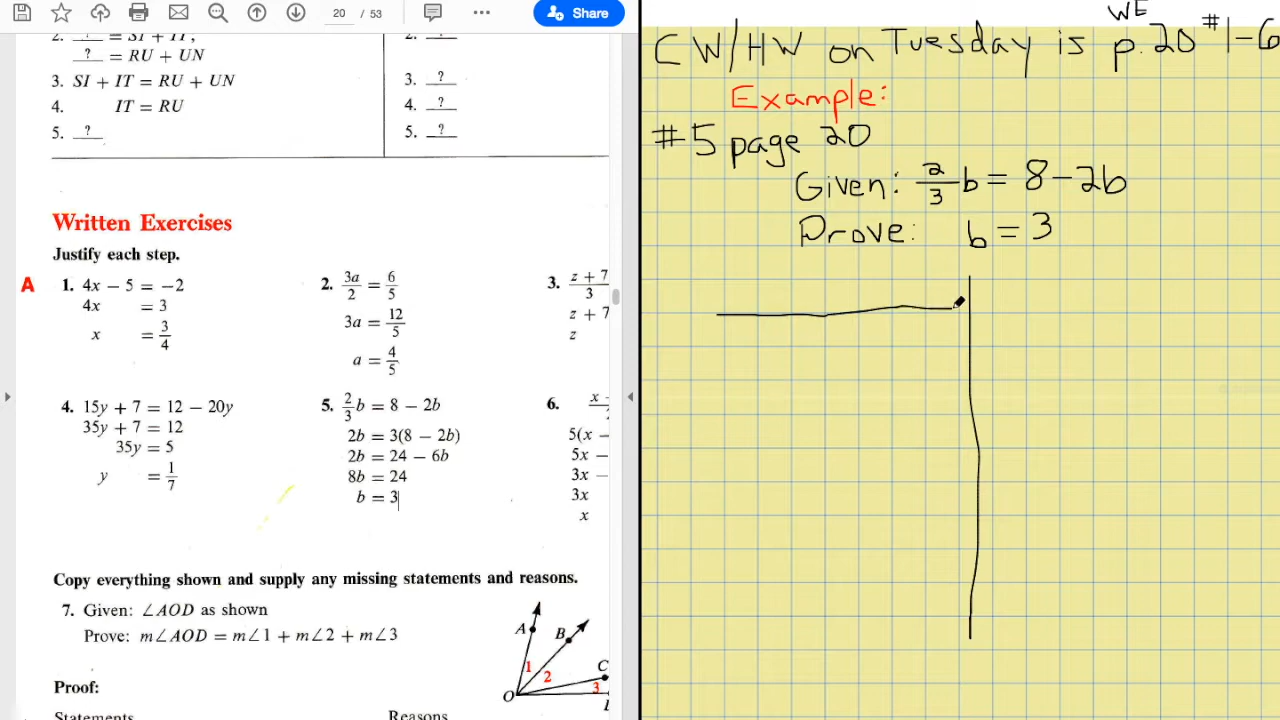 20 / 53
Share
2. ? = SI + IT,
2. ?
? = RU + UN
3. SI + IT = RU + UN
3. ?
4. IT = RU
4. ?
5. ?
5. ?
Written Exercises
Justify each step.
A
1. 4x − 5 = −2
4x = 3
x = 3/4
2. 3a/2 = 6/5
3a = 12/5
a = 4/5
3. z + 7/3
z + 7
z
4. 15y + 7 = 12 − 20y
35y + 7 = 12
35y = 5
y = 1/7
5. 2/3 b = 8 − 2b
2b = 3(8 − 2b)
2b = 24 − 6b
8b = 24
b = 3
6. x −
5(x −
5x −
3x −
3x
x
Copy everything shown and supply any missing statements and reasons.
7. Given: ∠AOD as shown
Prove: m∠AOD = m∠1 + m∠2 + m∠3
A
B
C
O
1
2
3
Proof:
Statements
Reasons
WE
CW/HW on Tuesday is p.20 #1-6
Example:
#5 page 20
Given: 2/3 b = 8 − 2b
Prove: b = 3